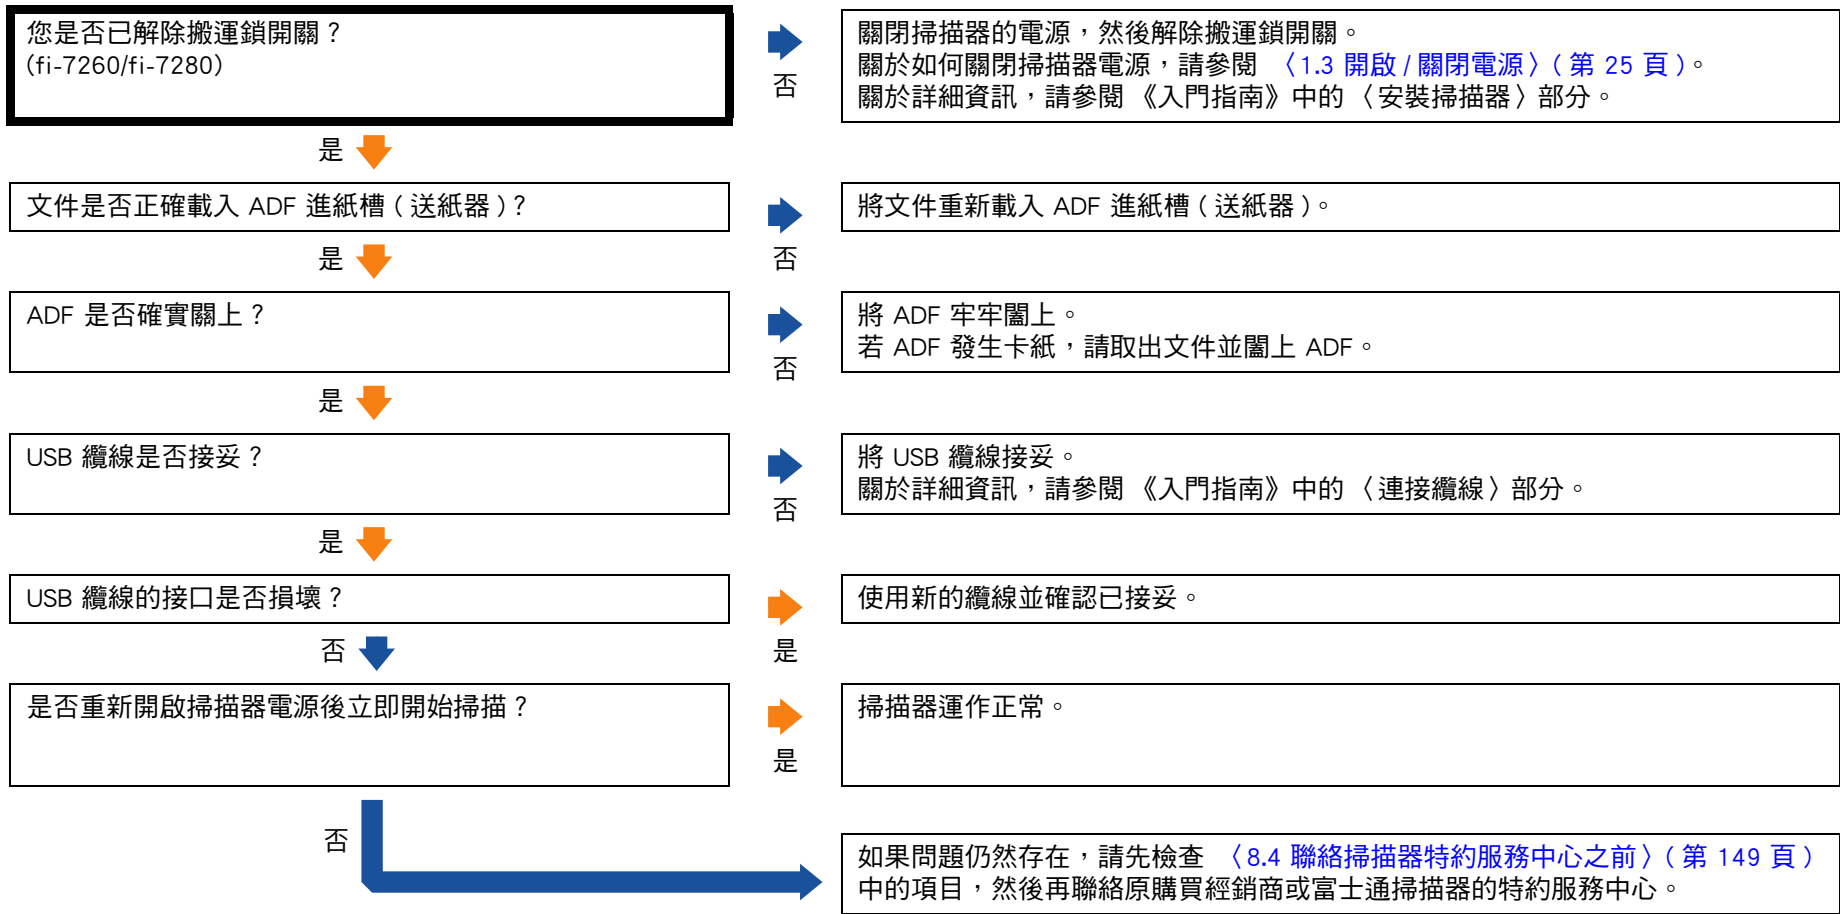 您是否已解除搬運鎖開關？
(fi-7260/fi-7280)
否
關閉掃描器的電源，然後解除搬運鎖開關。
關於如何關閉掃描器電源，請參閱 〈1.3 開啟 / 關閉電源〉( 第 25 頁 )。
關於詳細資訊，請參閱 《入門指南》中的 〈安裝掃描器〉部分。
是
文件是否正確載入 ADF 進紙槽 ( 送紙器 )？
否
將文件重新載入 ADF 進紙槽 ( 送紙器 )。
是
ADF 是否確實關上？
否
將 ADF 牢牢闔上。
若 ADF 發生卡紙，請取出文件並闔上 ADF。
是
USB 纜線是否接妥？
否
將 USB 纜線接妥。
關於詳細資訊，請參閱 《入門指南》中的 〈連接纜線〉部分。
是
USB 纜線的接口是否損壞？
是
使用新的纜線並確認已接妥。
否
是否重新開啟掃描器電源後立即開始掃描？
是
掃描器運作正常。
否
如果問題仍然存在，請先檢查 〈8.4 聯絡掃描器特約服務中心之前〉( 第 149 頁 )
中的項目，然後再聯絡原購買經銷商或富士通掃描器的特約服務中心。